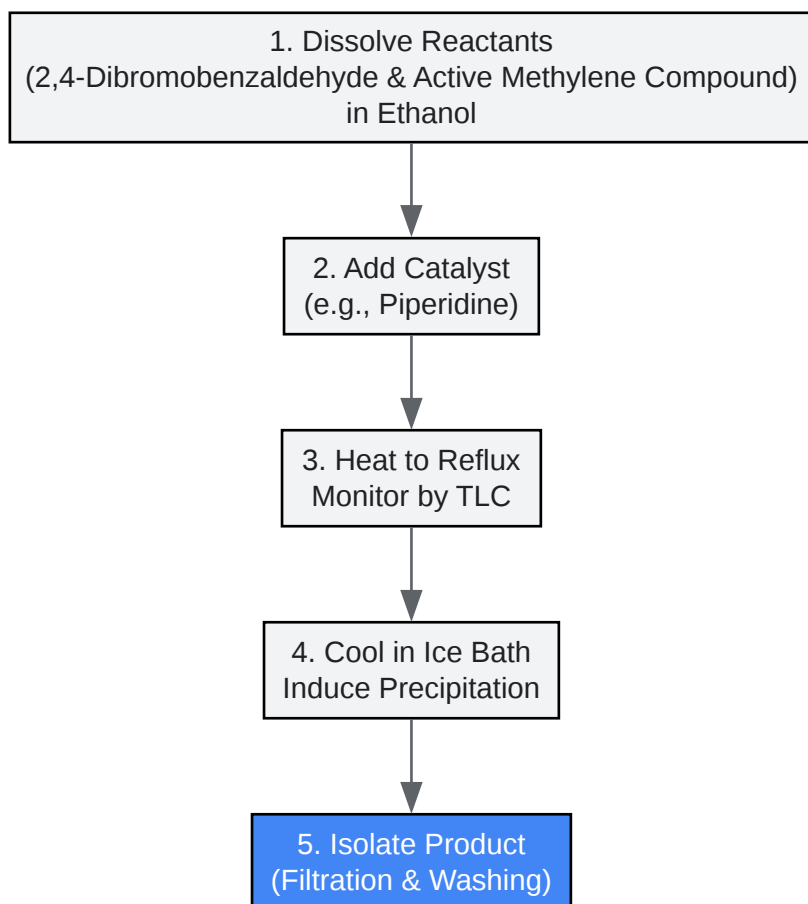 1. Dissolve Reactants
(2,4-Dibromobenzaldehyde & Active Methylene Compound)
in Ethanol
2. Add Catalyst
(e.g., Piperidine)
3. Heat to Reflux
Monitor by TLC
4. Cool in Ice Bath
Induce Precipitation
5. Isolate Product
(Filtration & Washing)